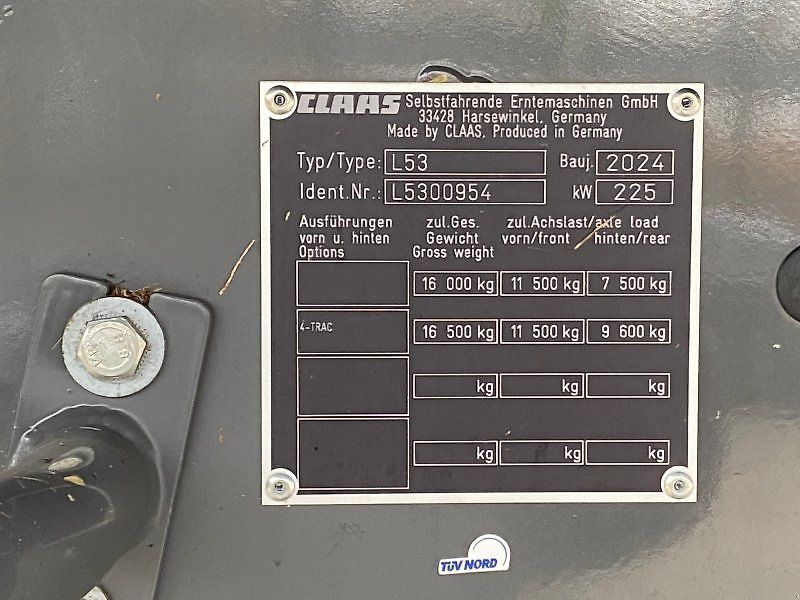 CLAAS Selbstfahrende Erntemaschinen GmbH
33428 Harsewinkel, Germany
Made by CLAAS, Produced in Germany
Typ/Type: L53 Bauj. 2024
Ident.Nr.: L5300954 kW 225
Ausführungen zul.Ges. zul.Achslast/axle load
vorn u. hinten Gewicht vorn/front hinten/rear
Options Gross weight
16 000 kg 11 500 kg 7 500 kg
4-TRAC 16 500 kg 11 500 kg 9 600 kg
kg kg kg
kg kg kg
TÜV NORD